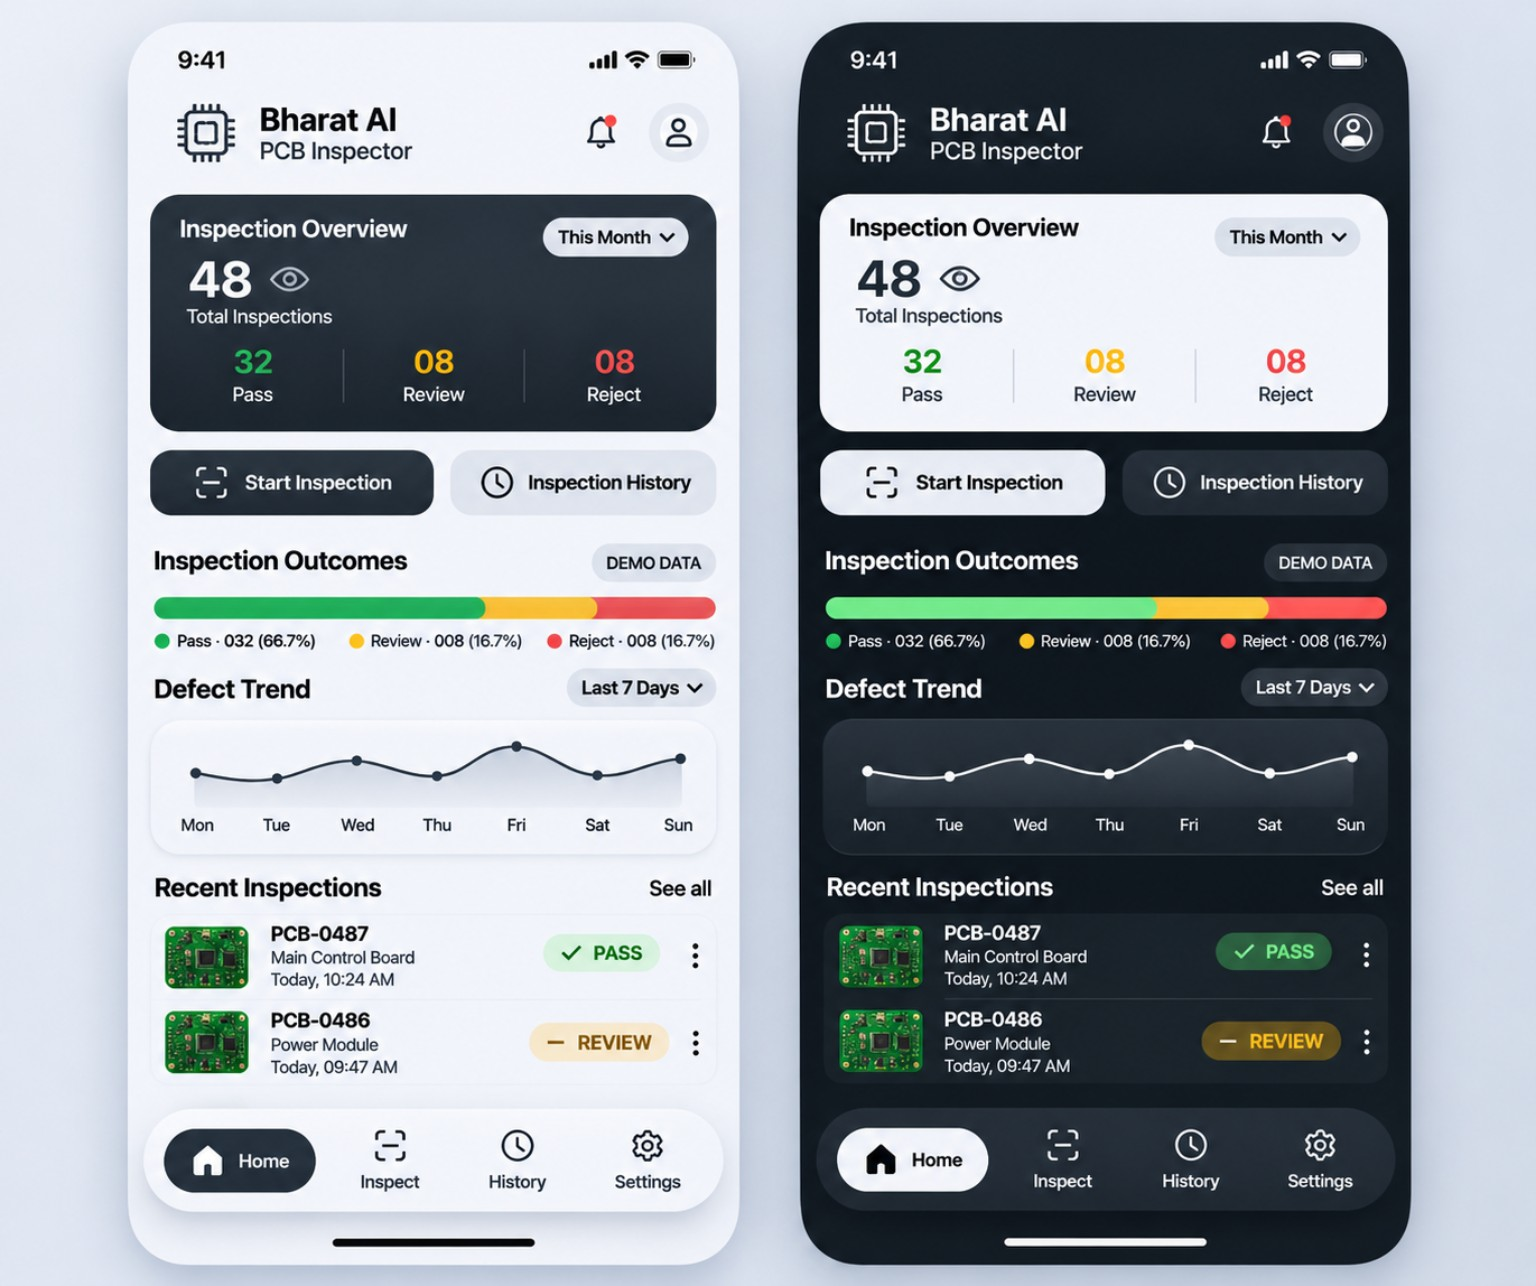 9:41
Bharat AI
PCB Inspector
Inspection Overview
This Month
48
Total Inspections
32
Pass
08
Review
08
Reject
Start Inspection
Inspection History
Inspection Outcomes
DEMO DATA
Pass · 032 (66.7%)
Review · 008 (16.7%)
Reject · 008 (16.7%)
Defect Trend
Last 7 Days
Mon Tue Wed Thu Fri Sat Sun
Recent Inspections
See all
PCB-0487
Main Control Board
Today, 10:24 AM
PASS
PCB-0486
Power Module
Today, 09:47 AM
REVIEW
Home
Inspect
History
Settings
9:41
Bharat AI
PCB Inspector
Inspection Overview
This Month
48
Total Inspections
32
Pass
08
Review
08
Reject
Start Inspection
Inspection History
Inspection Outcomes
DEMO DATA
Pass · 032 (66.7%)
Review · 008 (16.7%)
Reject · 008 (16.7%)
Defect Trend
Last 7 Days
Mon Tue Wed Thu Fri Sat Sun
Recent Inspections
See all
PCB-0487
Main Control Board
Today, 10:24 AM
PASS
PCB-0486
Power Module
Today, 09:47 AM
REVIEW
Home
Inspect
History
Settings